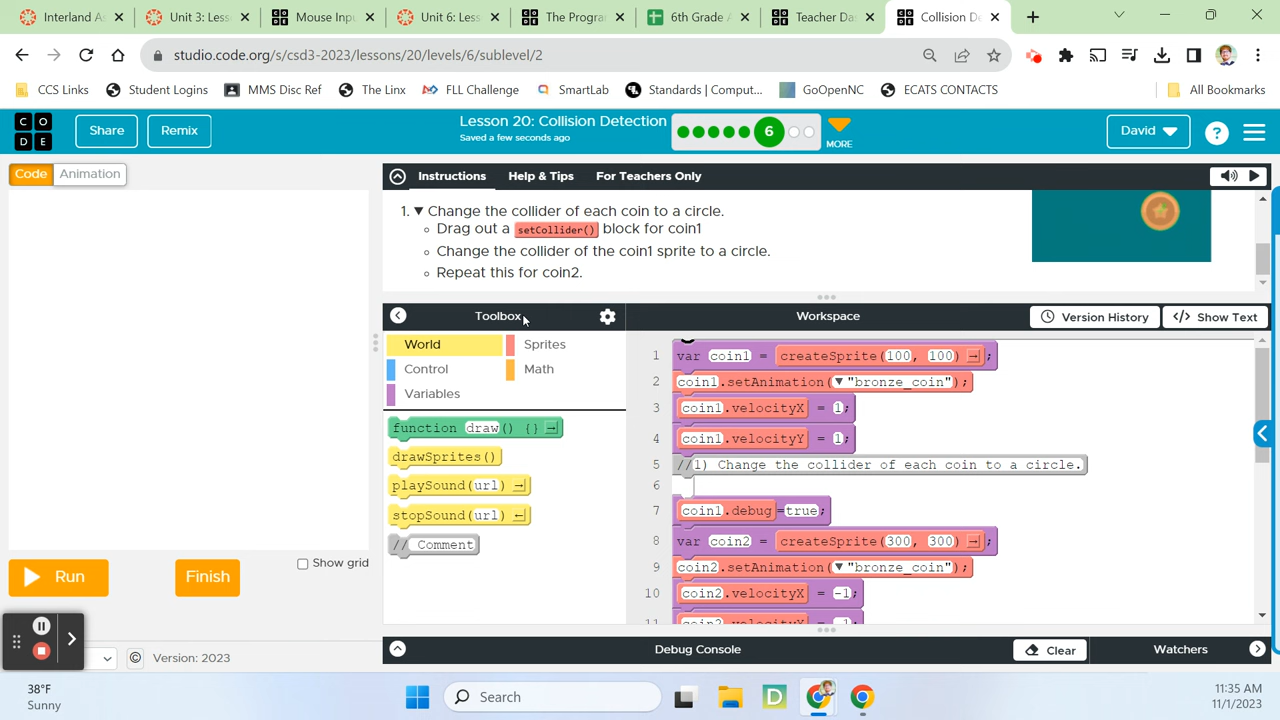 Interland As
Unit 3: Less
Mouse Inpu
Unit 6: Less
The Progra
6th Grade A
Teacher Da
Collision De
studio.code.org/s/csd3-2023/lessons/20/levels/6/sublevel/2
CCS Links
Student Logins
MMS Disc Ref
The Linx
FLL Challenge
SmartLab
Standards | Comput...
GoOpenNC
ECATS CONTACTS
All Bookmarks
CODE
Share
Remix
Lesson 20: Collision Detection
Saved a few seconds ago
6
MORE
David
?
Code
Animation
Instructions
Help & Tips
For Teachers Only
1. Change the collider of each coin to a circle.
Drag out a setCollider() block for coin1
Change the collider of the coin1 sprite to a circle.
Repeat this for coin2.
Toolbox
Workspace
Version History
</> Show Text
World
Sprites
Control
Math
Variables
function draw() {}
drawSprites()
playSound(url)
stopSound(url)
// Comment
1 var coin1 = createSprite(100, 100);
2 coin1.setAnimation("bronze_coin");
3 coin1.velocityX = 1;
4 coin1.velocityY = 1;
5 //1) Change the collider of each coin to a circle.
6
7 coin1.debug=true;
8 var coin2 = createSprite(300, 300);
9 coin2.setAnimation("bronze_coin");
10 coin2.velocityX = -1;
Run
Finish
Show grid
Version: 2023
Debug Console
Clear
Watchers
38°F
Sunny
Search
11:35 AM
11/1/2023